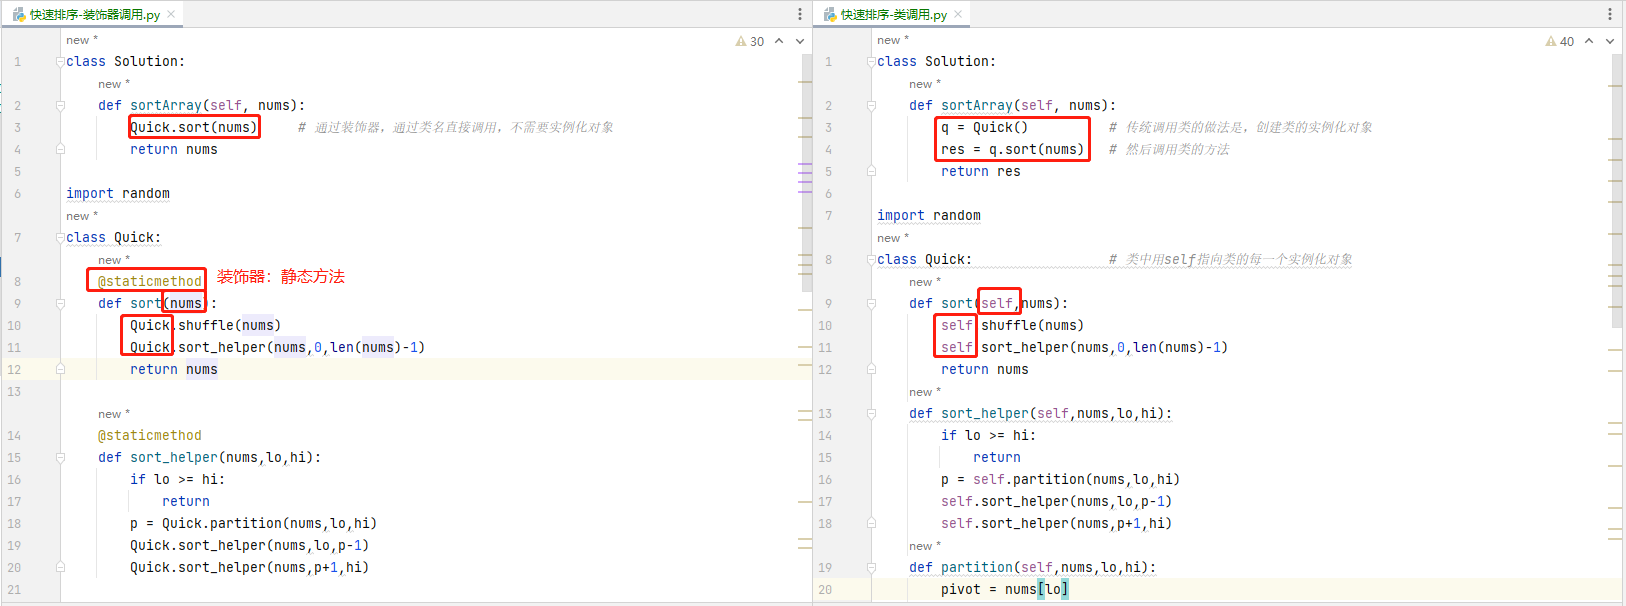 快速排序-装饰器调用.py
new *
30
1 class Solution:
new *
2 def sortArray(self, nums):
3 Quick.sort(nums) # 通过装饰器，通过类名直接调用，不需要实例化对象
4 return nums
5
6 import random
new *
7 class Quick:
new *
8 @staticmethod 装饰器：静态方法
9 def sort(nums):
10 Quick.shuffle(nums)
11 Quick.sort_helper(nums,0,len(nums)-1)
12 return nums
13
new *
14 @staticmethod
15 def sort_helper(nums,lo,hi):
16 if lo >= hi:
17 return
18 p = Quick.partition(nums,lo,hi)
19 Quick.sort_helper(nums,lo,p-1)
20 Quick.sort_helper(nums,p+1,hi)
21
快速排序-类调用.py
new *
40
1 class Solution:
new *
2 def sortArray(self, nums):
3 q = Quick() # 传统调用类的做法是，创建类的实例化对象
4 res = q.sort(nums) # 然后调用类的方法
5 return res
6
7 import random
new *
8 class Quick: # 类中用self指向类的每一个实例化对象
new *
9 def sort(self,nums):
10 self.shuffle(nums)
11 self.sort_helper(nums,0,len(nums)-1)
12 return nums
new *
13 def sort_helper(self,nums,lo,hi):
14 if lo >= hi:
15 return
16 p = self.partition(nums,lo,hi)
17 self.sort_helper(nums,lo,p-1)
18 self.sort_helper(nums,p+1,hi)
new *
19 def partition(self,nums,lo,hi):
20 pivot = nums[lo]